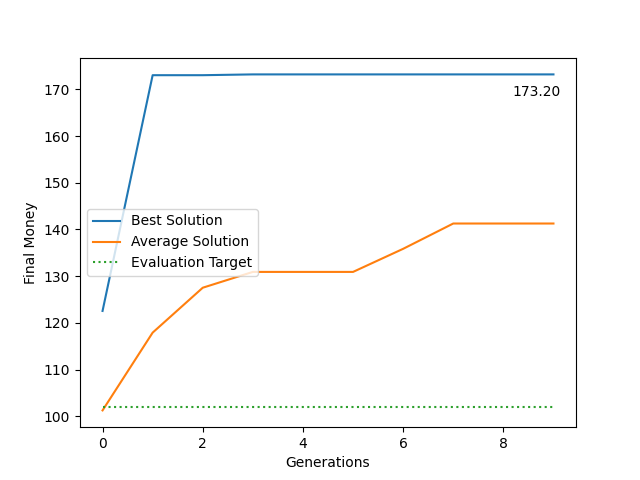 170
160
150
140
130
120
110
100
Final Money
173.20
Best Solution
Average Solution
Evaluation Target
0
2
4
6
8
Generations